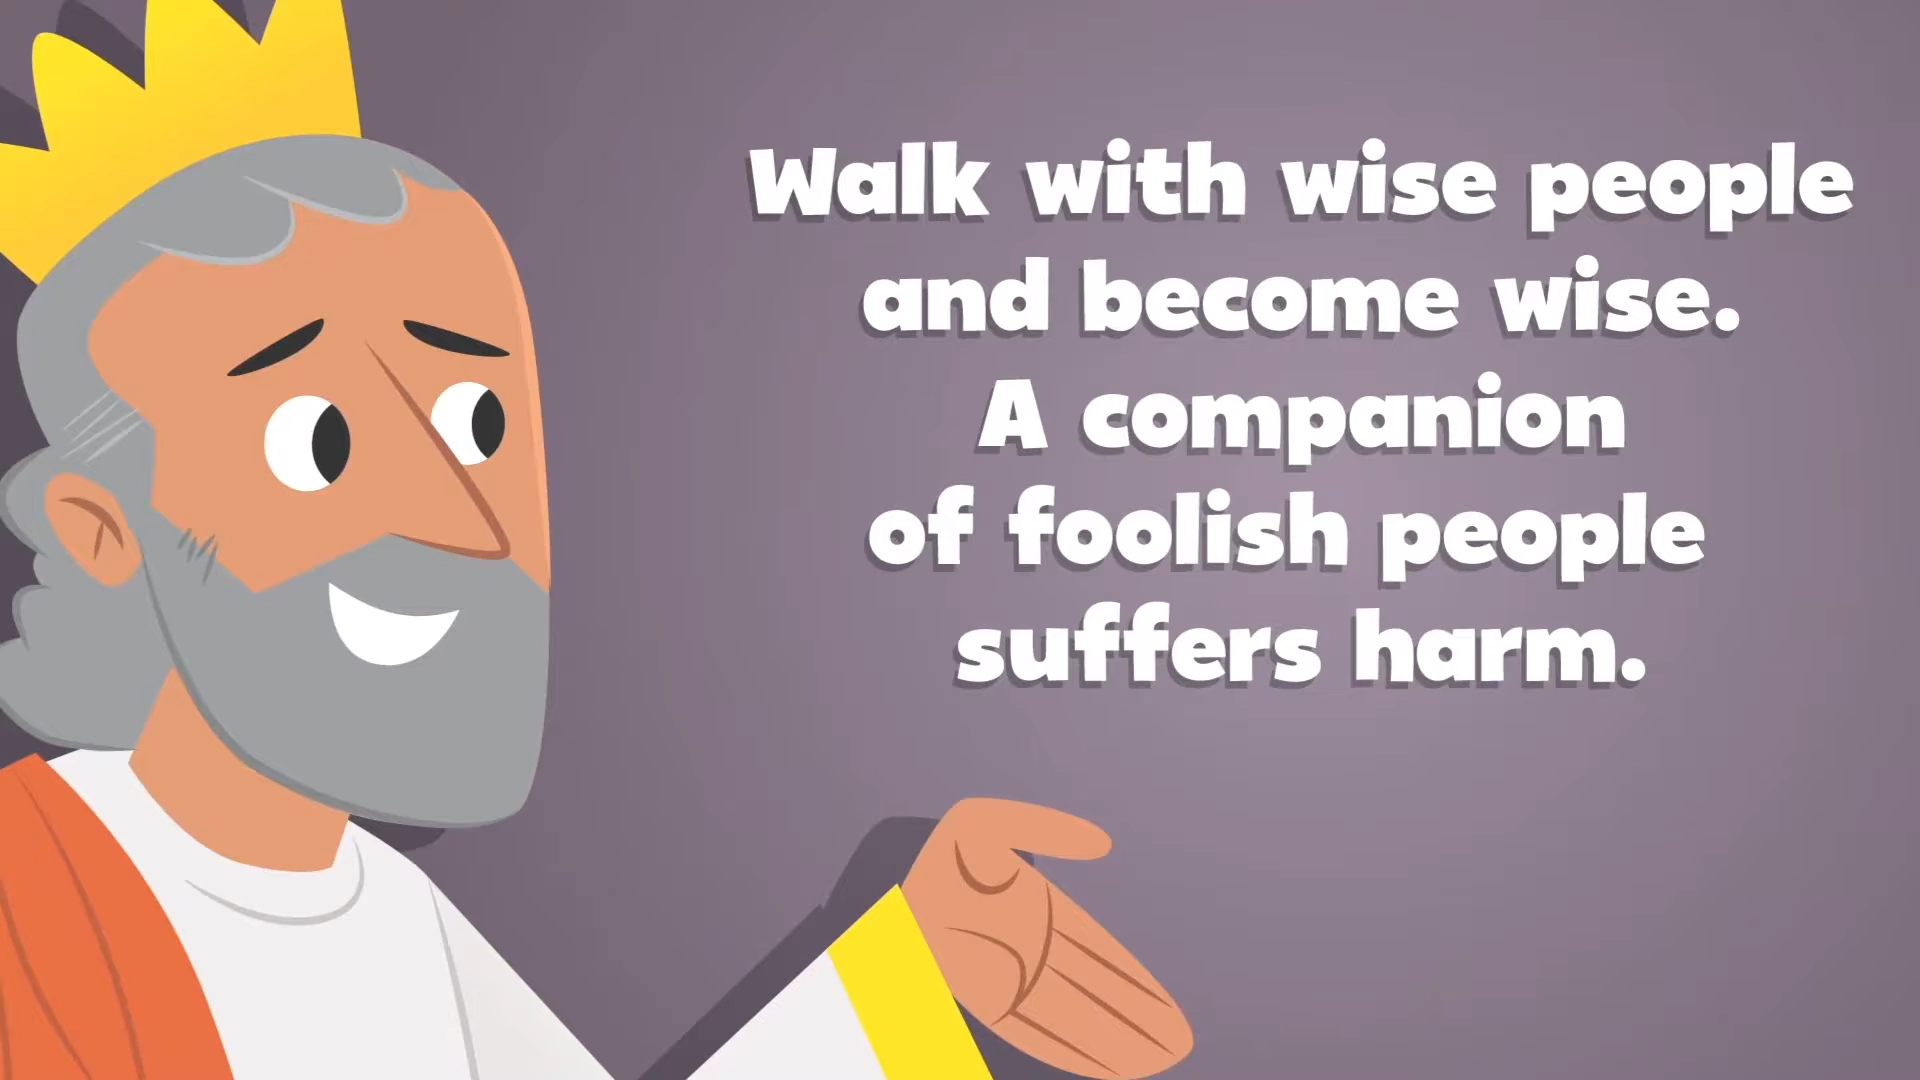 Walk with wise people
and become wise.
A companion
of foolish people
suffers harm.